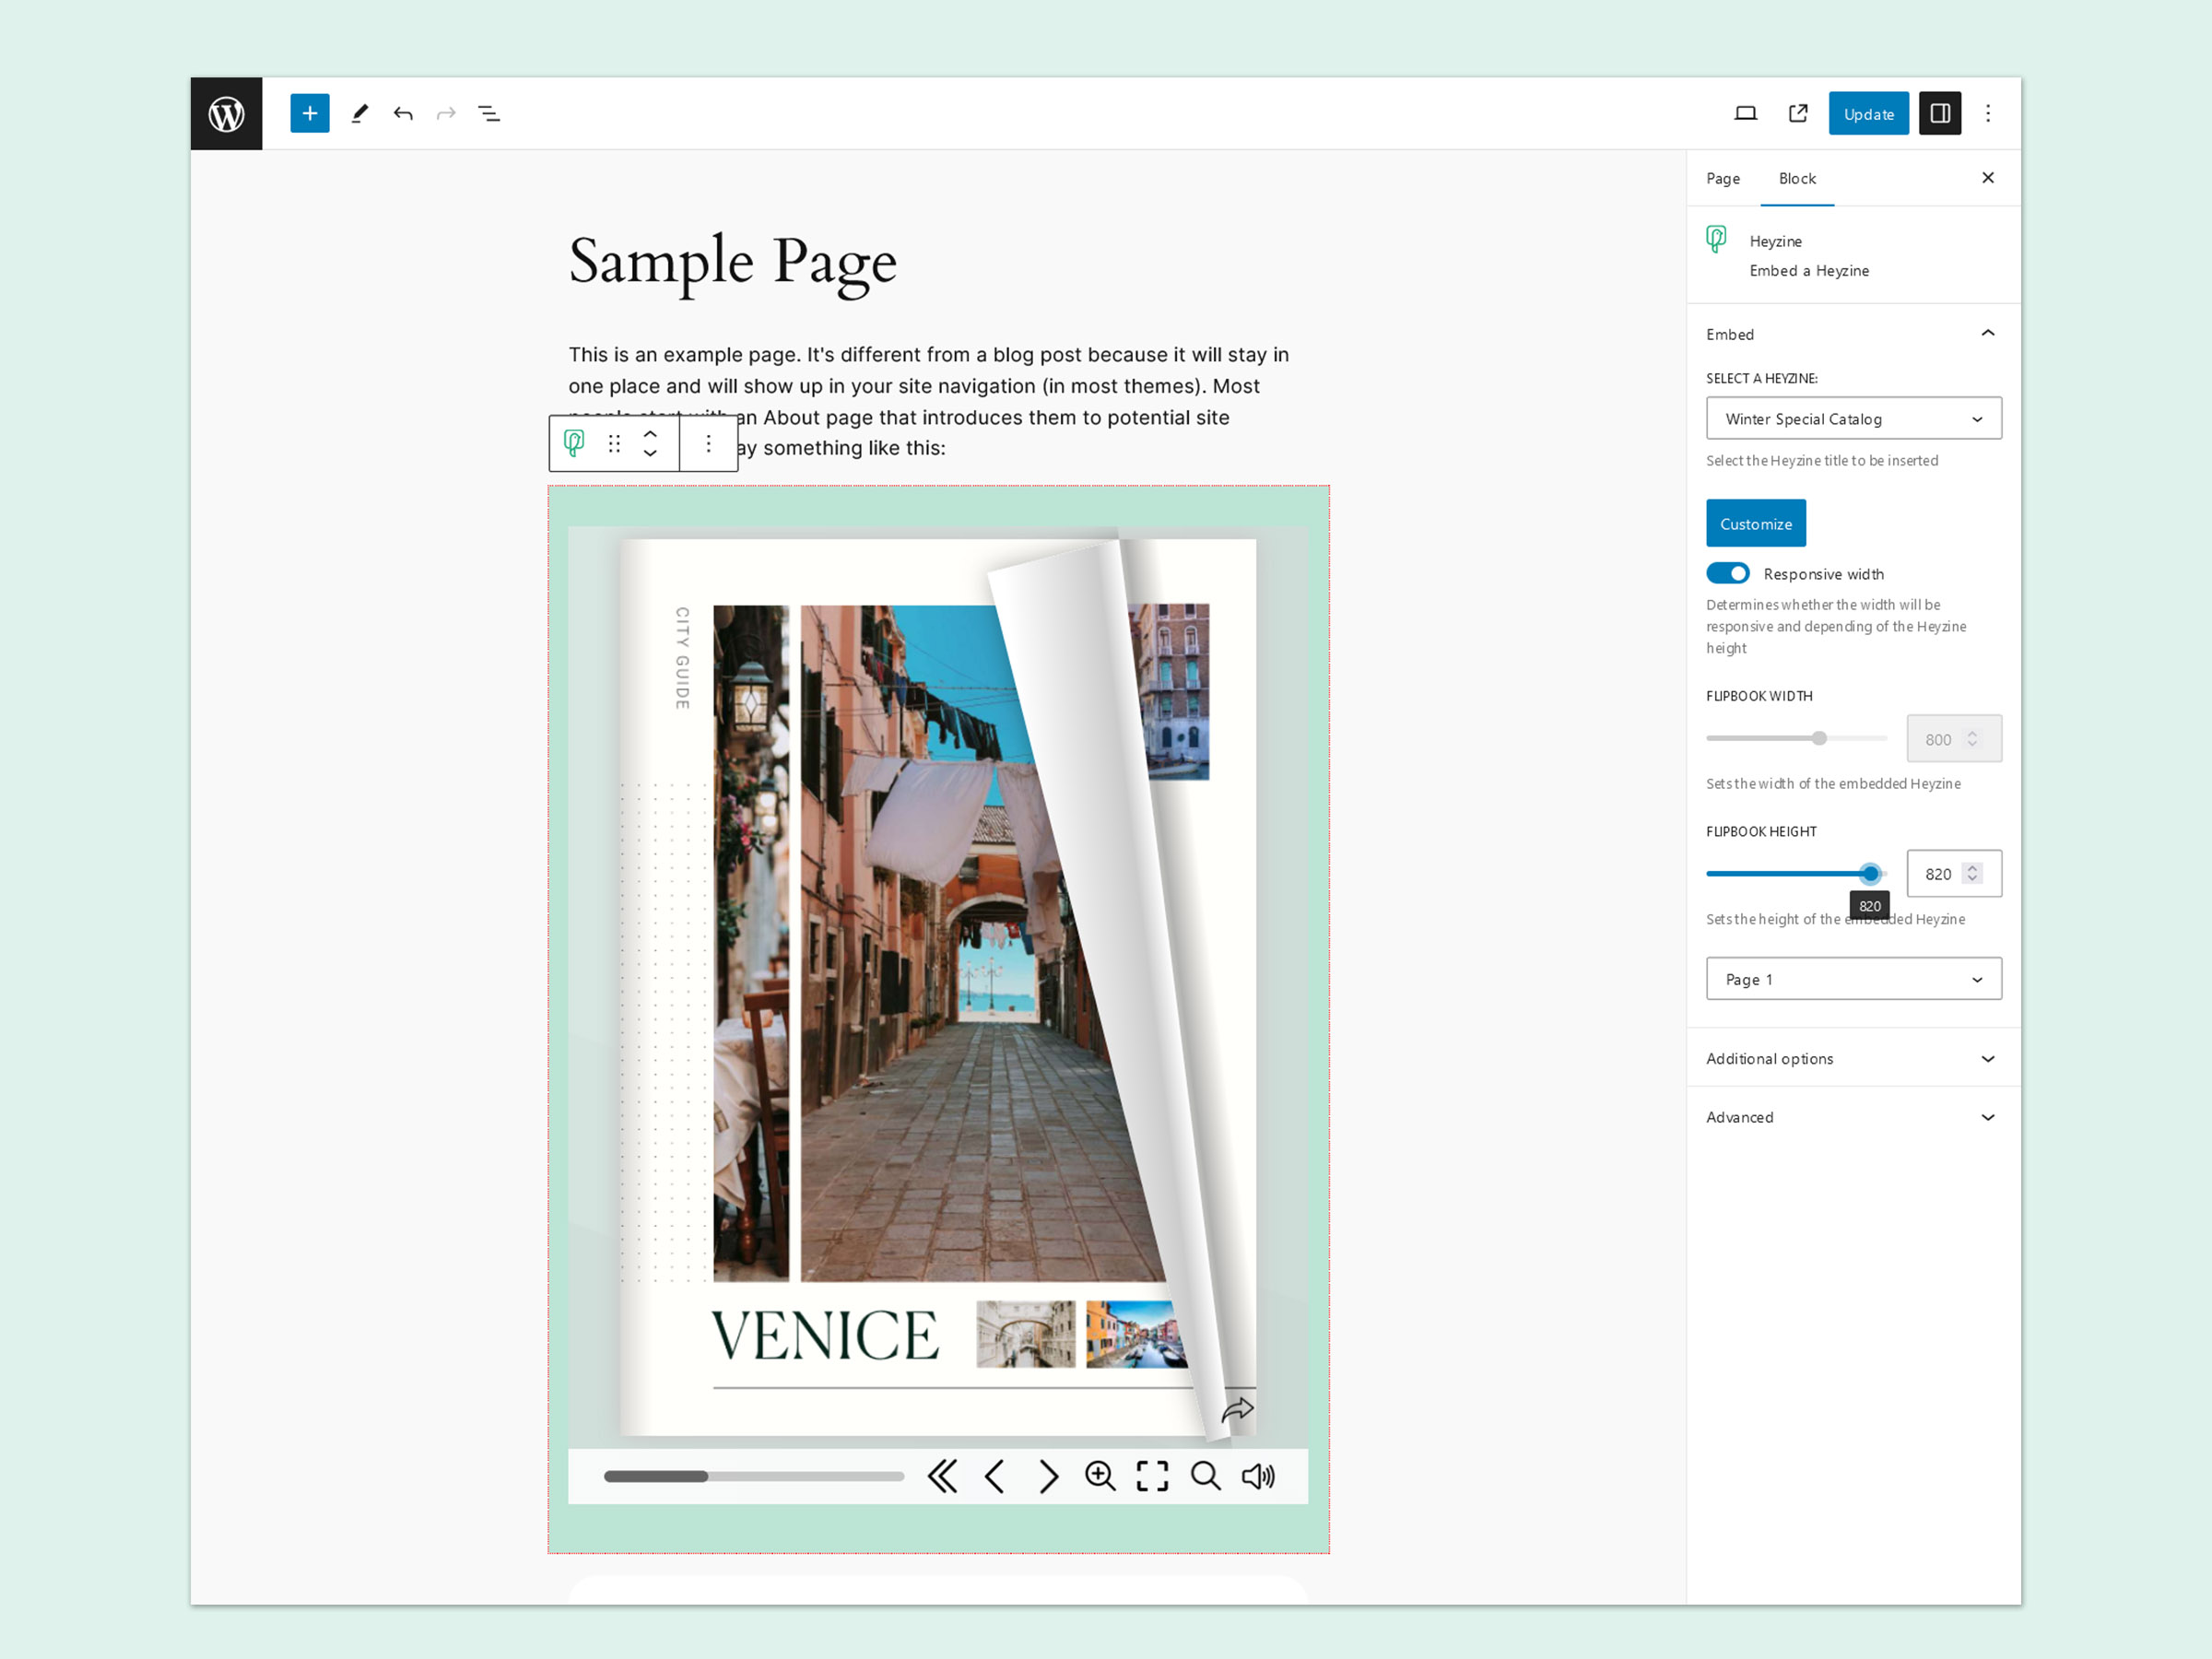 Update
Sample Page
This is an example page. It's different from a blog post because it will stay in
one place and will show up in your site navigation (in most themes). Most
people start with an About page that introduces them to potential site
ay something like this:
CITY GUIDE
VENICE
Page Block
Heyzine
Embed a Heyzine
Embed
SELECT A HEYZINE:
Winter Special Catalog
Select the Heyzine title to be inserted
Customize
Responsive width
Determines whether the width will be
responsive and depending of the Heyzine
height
FLIPBOOK WIDTH
800
Sets the width of the embedded Heyzine
FLIPBOOK HEIGHT
820
820
Sets the height of the embedded Heyzine
Page 1
Additional options
Advanced